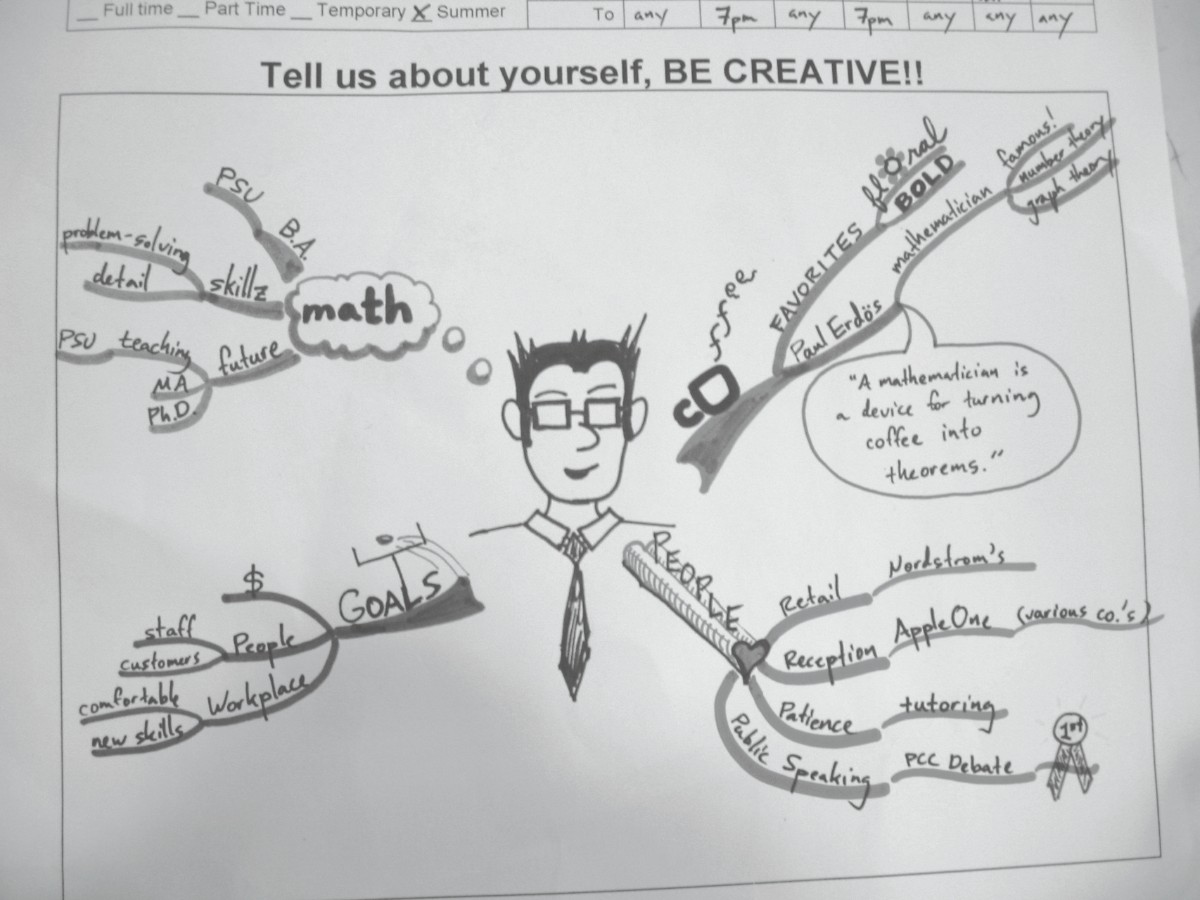 __ Full time __ Part Time __ Temporary X Summer
To any 7pm any 7pm any any any
Tell us about yourself, BE CREATIVE!!
math
PSU B.A.
skillz
problem-solving
detail
future
PSU teaching
MA
Ph.D.
coffee
FAVORITES
floral
BOLD
Paul Erdös
mathematician
famous!
number theory
graph theory
"A mathematician is
a device for turning
coffee into
theorems."
GOALS
$
People
staff
customers
Workplace
comfortable
new skills
PEOPLE
Retail Nordstrom's
Reception AppleOne (various co.'s)
Patience tutoring
Public Speaking PCC Debate 1st